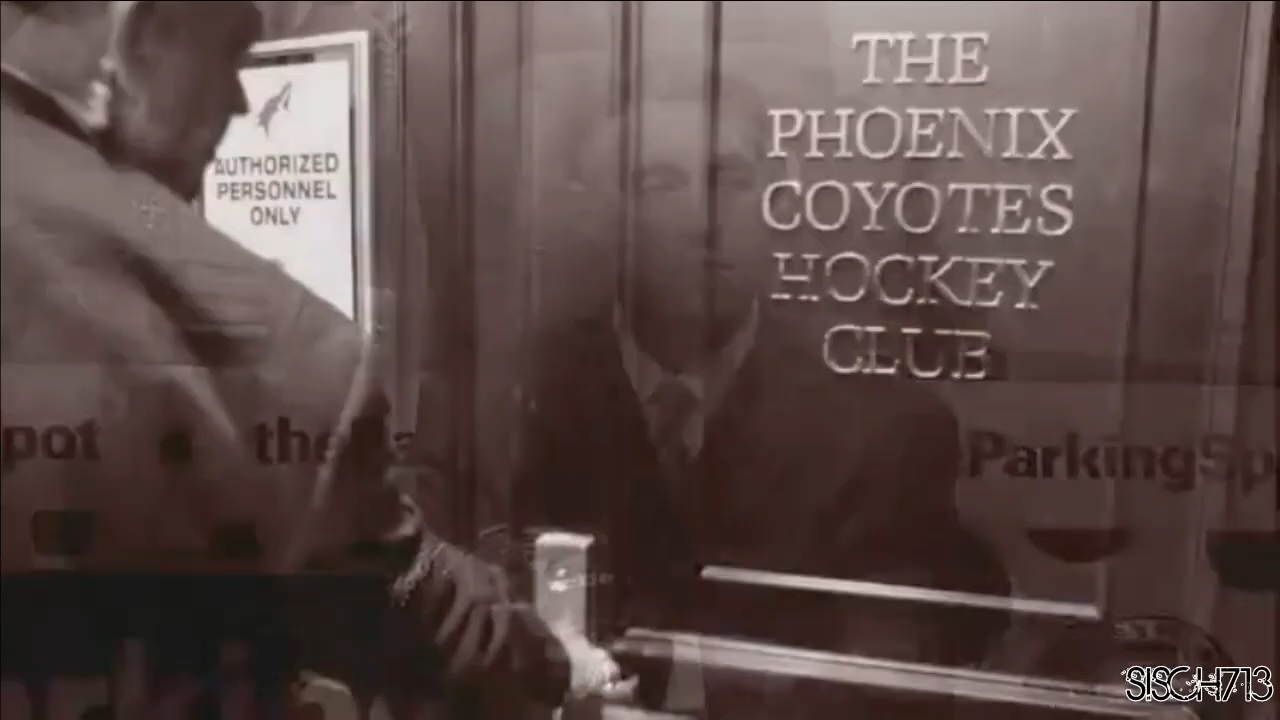 AUTHORIZED
PERSONNEL
ONLY
THE
PHOENIX
COYOTES
HOCKEY
CLUB
pot
the
ParkingSp
SISCH713